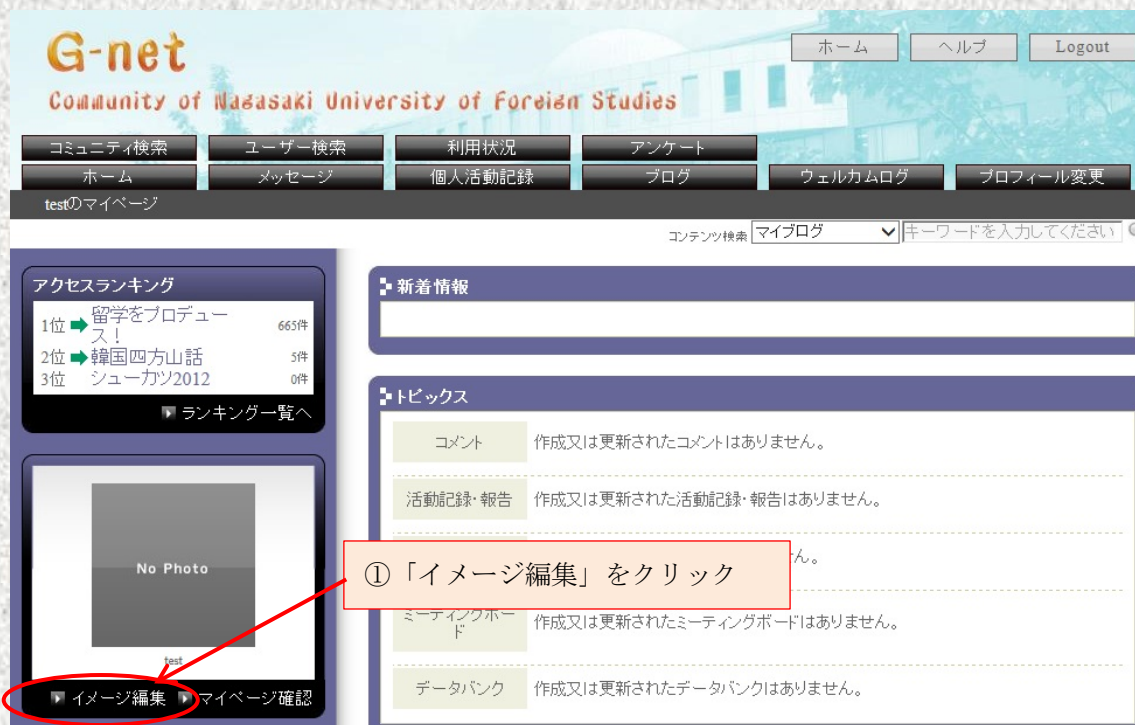 G-net
Community of Nagasaki University of Foreign Studies
ホーム ヘルプ Logout
コミュニティ検索 ユーザー検索 利用状況 アンケート
ホーム メッセージ 個人活動記録 ブログ ウェルカムログ プロフィール変更
testのマイページ
コンテンツ検索 マイブログ キーワードを入力してください
アクセスランキング
1位 留学をプロデュー
ス！ 665件
2位 韓国四方山話 5件
3位 シューカツ2012 0件
ランキング一覧へ
No Photo
test
イメージ編集 マイページ確認
新着情報
トピックス
コメント 作成又は更新されたコメントはありません。
活動記録・報告 作成又は更新された活動記録・報告はありません。
①「イメージ編集」をクリック
ん。
ミーティングボー
ド 作成又は更新されたミーティングボードはありません。
データバンク 作成又は更新されたデータバンクはありません。